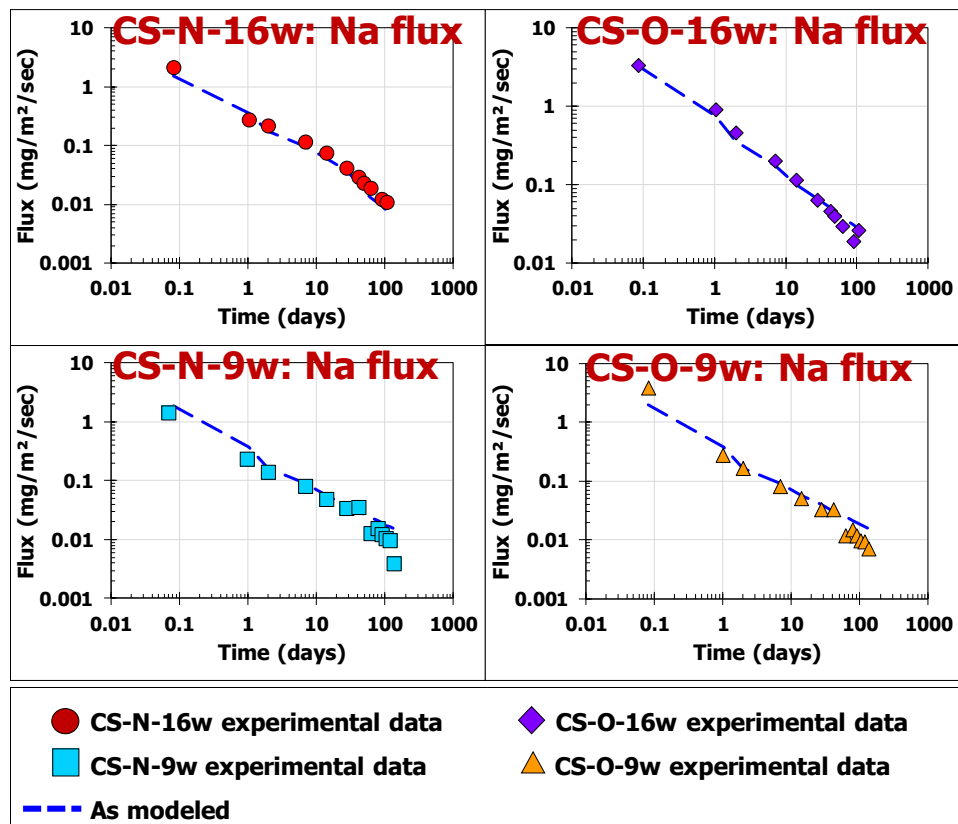 CS-N-16w: Na flux
10
1
0.1
0.01
0.001
0.01 0.1 1 10 100 1000
Flux (mg/m²/sec)
Time (days)
CS-O-16w: Na flux
10
1
0.1
0.01
0.01 0.1 1 10 100 1000
Flux (mg/m²/sec)
Time (days)
CS-N-9w: Na flux
10
1
0.1
0.01
0.001
0.01 0.1 1 10 100 1000
Flux (mg/m²/sec)
Time (days)
CS-O-9w: Na flux
10
1
0.1
0.01
0.001
0.01 0.1 1 10 100 1000
Flux (mg/m²/sec)
Time (days)
CS-N-16w experimental data
CS-O-16w experimental data
CS-N-9w experimental data
CS-O-9w experimental data
As modeled